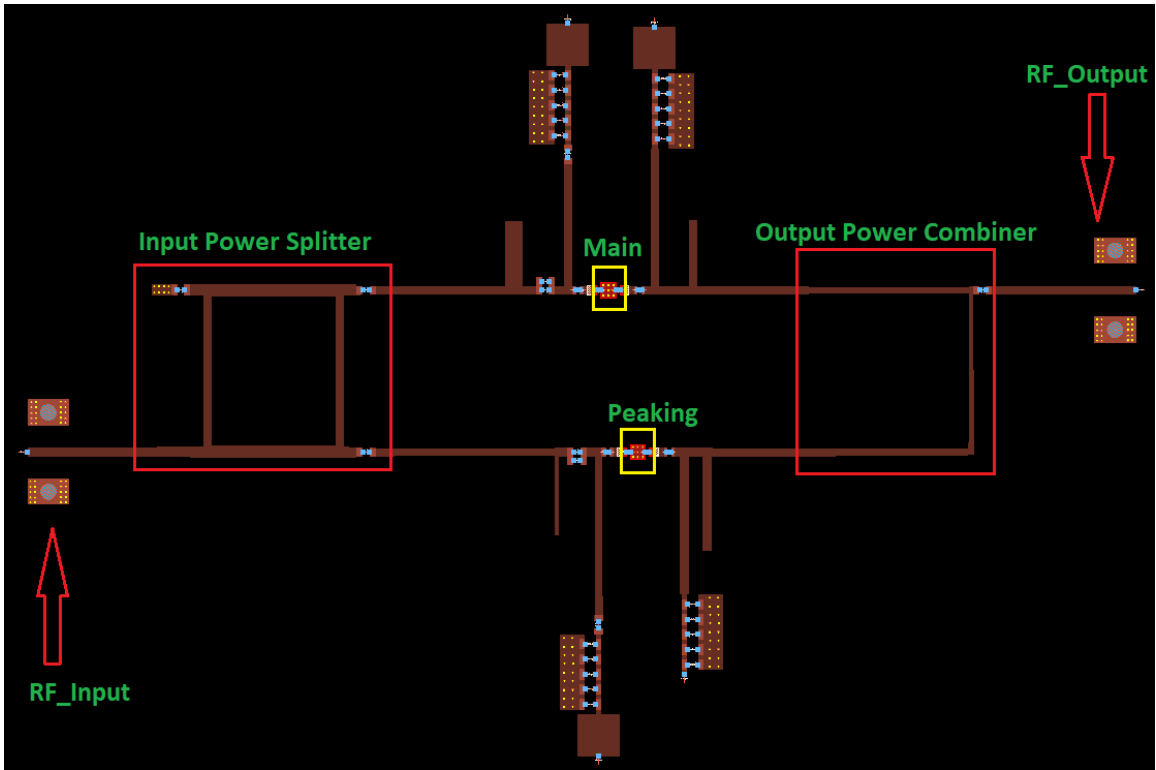 RF_Output
Input Power Splitter
Main
Output Power Combiner
Peaking
RF_Input